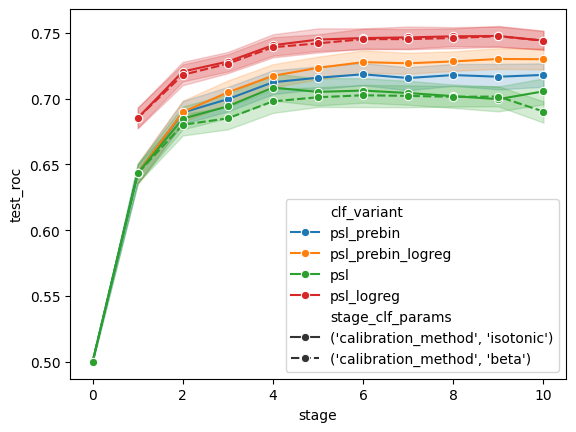 0.75
0.70
0.65
0.60
0.55
0.50
test_roc
0
2
4
6
8
10
stage
clf_variant
psl_prebin
psl_prebin_logreg
psl
psl_logreg
stage_clf_params
('calibration_method', 'isotonic')
('calibration_method', 'beta')